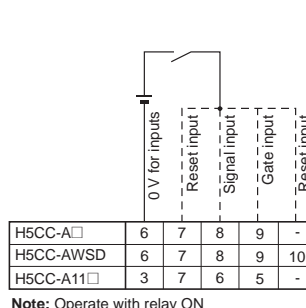 0 V for inputs
Reset input
Signal input
Gate input
Reset input
H5CC-A□ 6 7 8 9 -
H5CC-AWSD 6 7 8 9 10
H5CC-A11□ 3 7 6 5 -
Note: Operate with relay ON